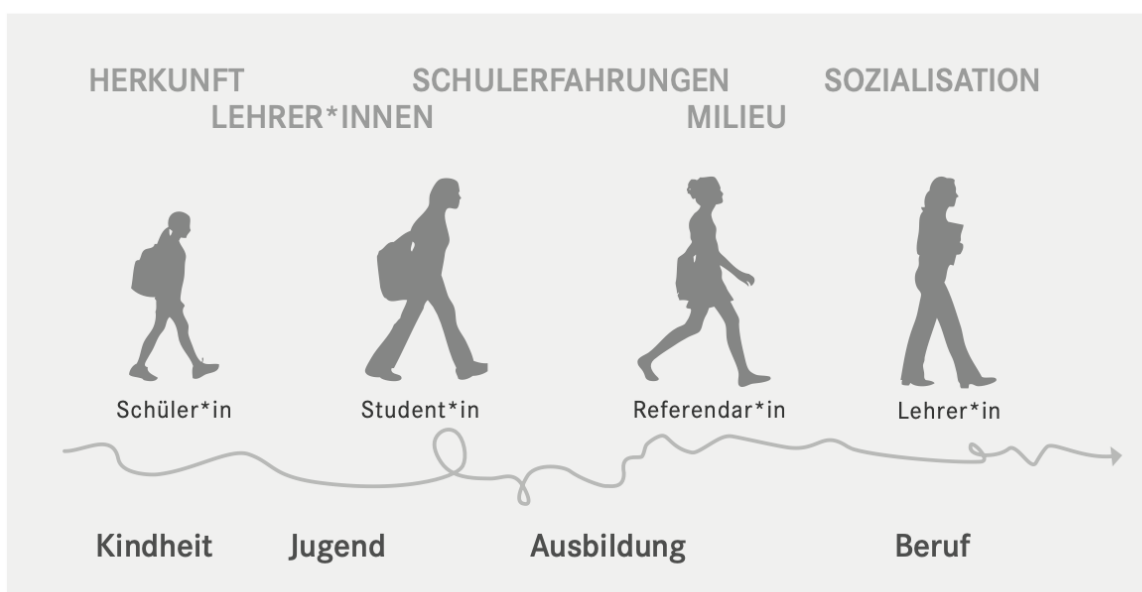 HERKUNFT SCHULERFAHRUNGEN SOZIALISATION
LEHRER*INNEN MILIEU
Schüler*in Student*in Referendar*in Lehrer*in
Kindheit Jugend Ausbildung Beruf